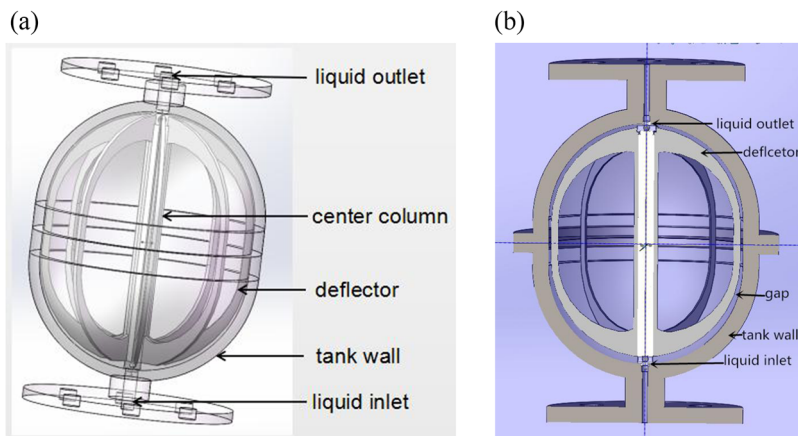 (a)
liquid outlet
center column
deflector
tank wall
liquid inlet
(b)
liquid outlet
deflcetor
gap
tank wall
liquid inlet